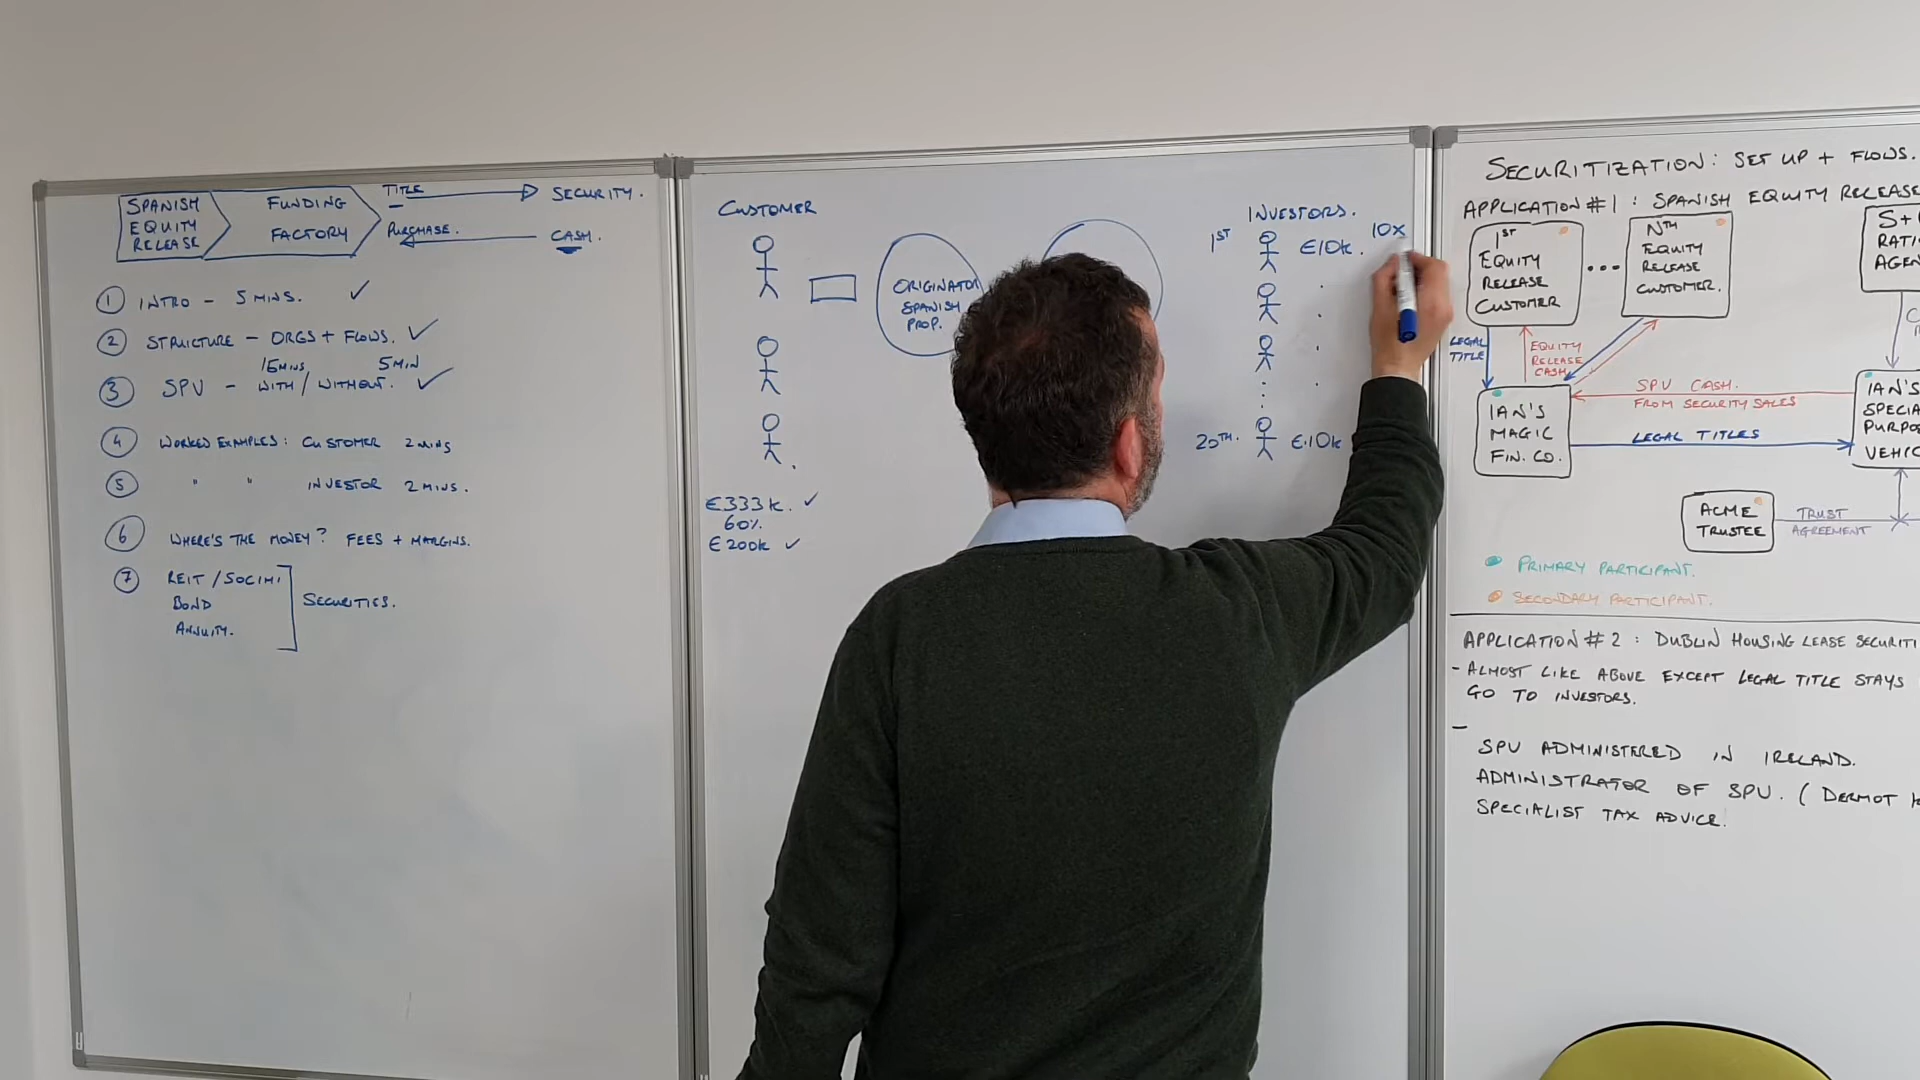 SPANISH
EQUITY
RELEASE
FUNDING
FACTORY
TITLE
SECURITY.
PURCHASE.
CASH.
1 INTRO - 5 MINS. ✓
2 STRUCTURE - ORGS + FLOWS. ✓
15 MINS 5 MIN
3 SPV - WITH / WITHOUT. ✓
4 WORKED EXAMPLES: CUSTOMER 2 MINS
5 " " INVESTOR 2 MINS.
6 WHERE'S THE MONEY? FEES + MARGINS.
7 REIT / SOCIMI
BOND
ANNUITY.
SECURITIES.
CUSTOMER
ORIGINATOR
SPANISH
PROP.
€333k. ✓
60%.
€200k ✓
INVESTORS.
1ST €10k. 10x
20TH. €10k
SECURITIZATION: SET UP + FLOWS.
APPLICATION #1: SPANISH EQUITY RELEASE
1ST
EQUITY
RELEASE
CUSTOMER
...
NTH
EQUITY
RELEASE
CUSTOMER.
S+
RATI
AGEN
LEGAL
TITLE
EQUITY
RELEASE
CASH
SPV CASH.
FROM SECURITY SALES
LEGAL TITLES
IAN'S
MAGIC
FIN. CO.
IAN'S
SPECIA
PURPO
VEHIC
ACME
TRUSTEE
TRUST
AGREEMENT
PRIMARY PARTICIPANT.
SECONDARY PARTICIPANT.
APPLICATION #2: DUBLIN HOUSING LEASE SECURITI
- ALMOST LIKE ABOVE EXCEPT LEGAL TITLE STAYS
GO TO INVESTORS.
-
SPV ADMINISTERED IN IRELAND.
ADMINISTRATOR OF SPV. (DERMOT
SPECIALIST TAX ADVICE.